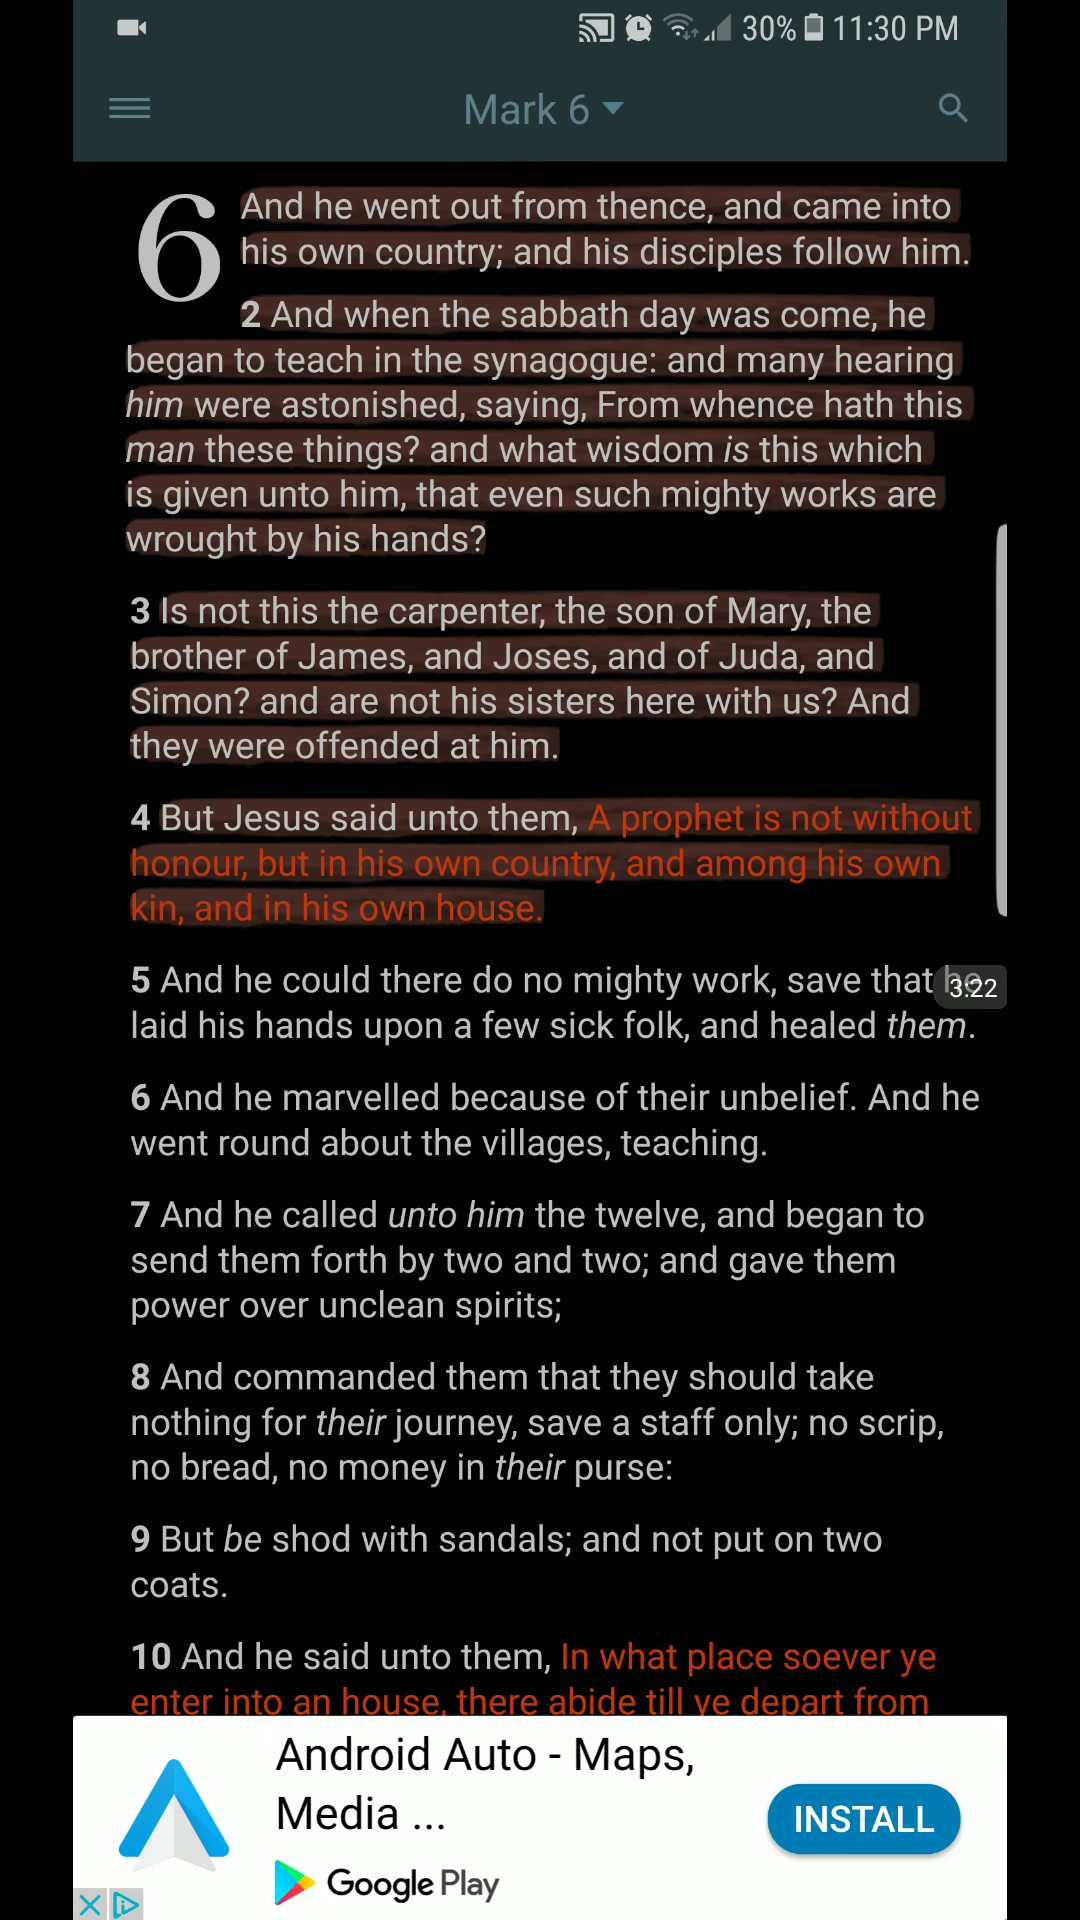 30% 11:30 PM
Mark 6
6 And he went out from thence, and came into
his own country; and his disciples follow him.
2 And when the sabbath day was come, he
began to teach in the synagogue: and many hearing
him were astonished, saying, From whence hath this
man these things? and what wisdom is this which
is given unto him, that even such mighty works are
wrought by his hands?
3 Is not this the carpenter, the son of Mary, the
brother of James, and Joses, and of Juda, and
Simon? and are not his sisters here with us? And
they were offended at him.
4 But Jesus said unto them, A prophet is not without
honour, but in his own country, and among his own
kin, and in his own house.
5 And he could there do no mighty work, save that he
3:22
laid his hands upon a few sick folk, and healed them.
6 And he marvelled because of their unbelief. And he
went round about the villages, teaching.
7 And he called unto him the twelve, and began to
send them forth by two and two; and gave them
power over unclean spirits;
8 And commanded them that they should take
nothing for their journey, save a staff only; no scrip,
no bread, no money in their purse:
9 But be shod with sandals; and not put on two
coats.
10 And he said unto them, In what place soever ye
enter into an house, there abide till ye depart from
Android Auto - Maps,
Media ...
INSTALL
Google Play